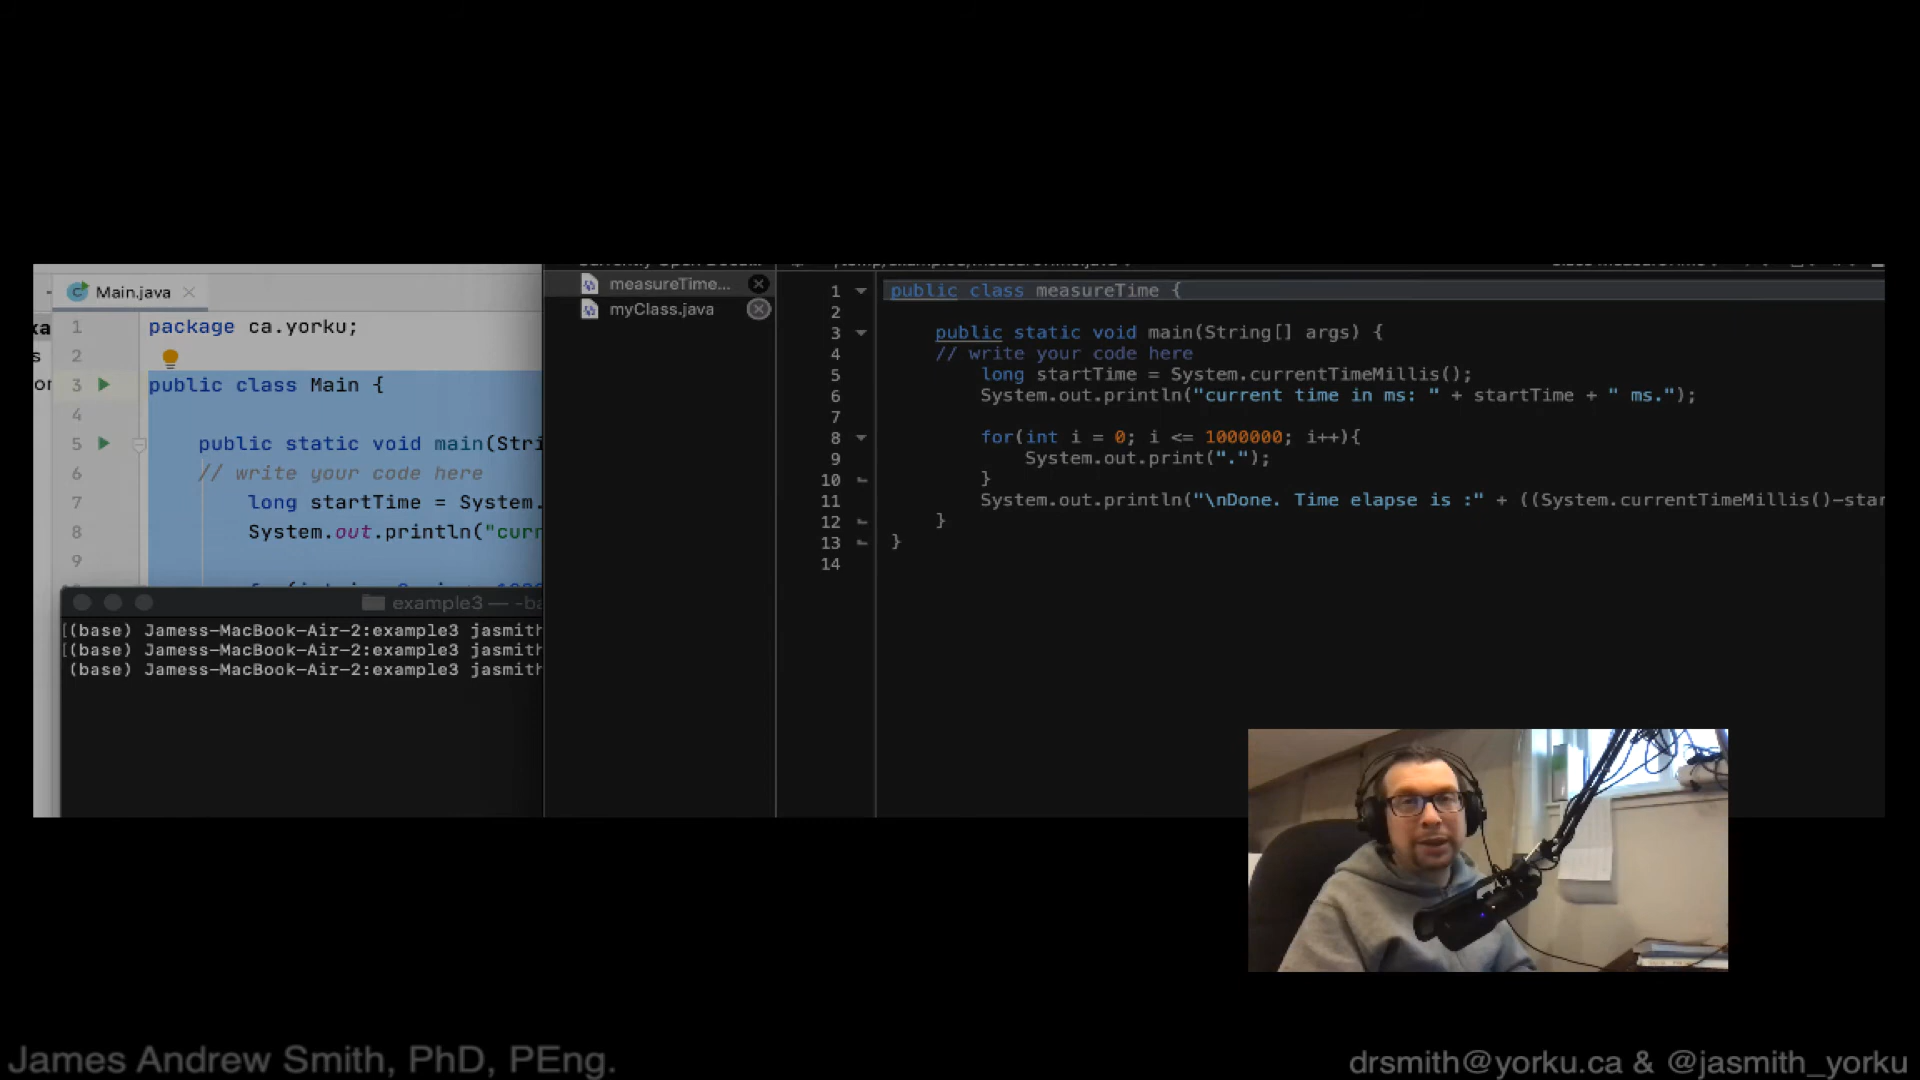 Main.java
xa
1 package ca.yorku;
s 2
or 3 public class Main {
4
5 public static void main(Stri
6 // write your code here
7 long startTime = System.
8 System.out.println("curr
9
example3 — -ba
[(base) Jamess-MacBook-Air-2:example3 jasmith
[(base) Jamess-MacBook-Air-2:example3 jasmith
(base) Jamess-MacBook-Air-2:example3 jasmith
measureTime...
myClass.java
1 public class measureTime {
2
3 public static void main(String[] args) {
4 // write your code here
5 long startTime = System.currentTimeMillis();
6 System.out.println("current time in ms: " + startTime + " ms.");
7
8 for(int i = 0; i <= 1000000; i++){
9 System.out.print(".");
10 }
11 System.out.println("\nDone. Time elapse is :" + ((System.currentTimeMillis()-star
12 }
13 }
14
James Andrew Smith, PhD, PEng.
drsmith@yorku.ca & @jasmith_yorku